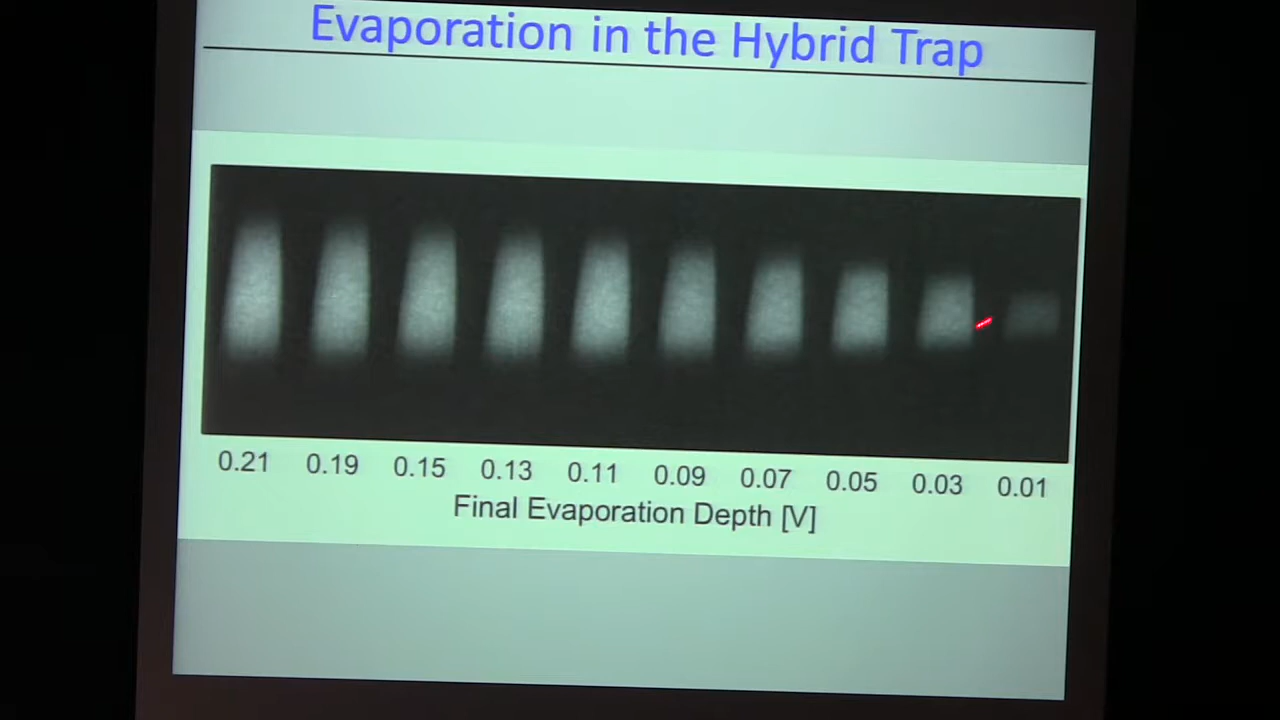 Evaporation in the Hybrid Trap
0.21 0.19 0.15 0.13 0.11 0.09 0.07 0.05 0.03 0.01
Final Evaporation Depth [V]